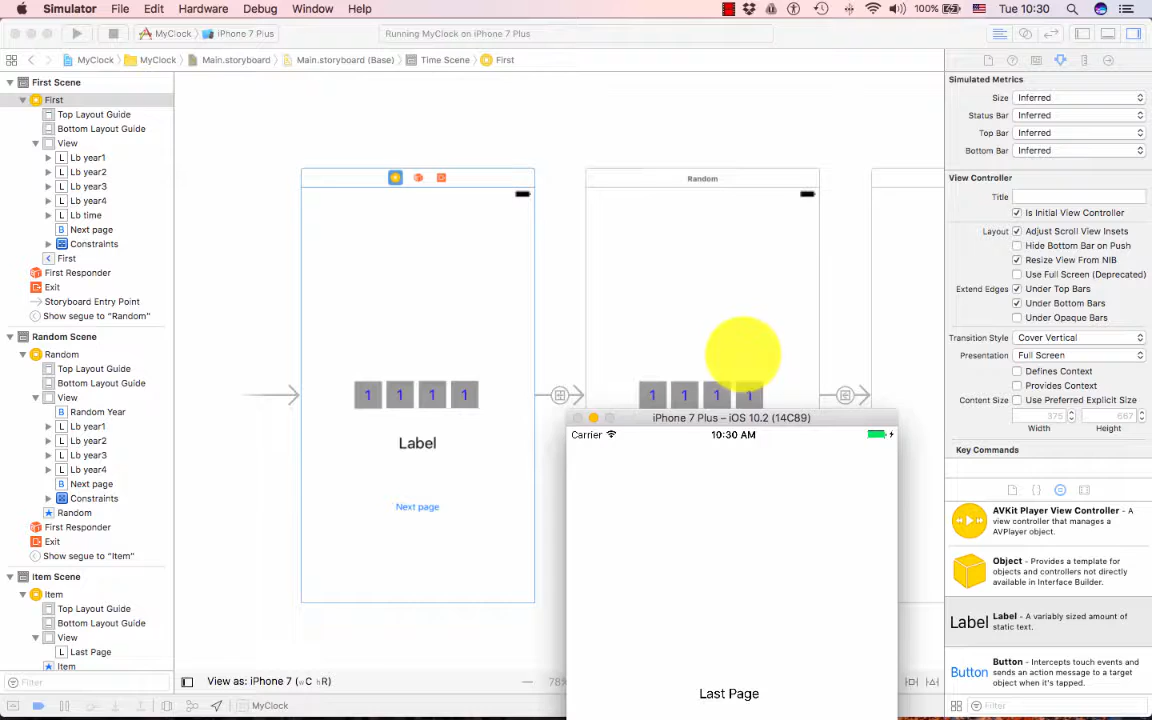 Simulator File Edit View Hardware Debug Window Help 100% Tue 10:30
MyClock iPhone 7 Plus Running MyClock on iPhone 7 Plus
MyClock MyClock Main.storyboard Main.storyboard (Base) Time Scene First
First Scene
First
Top Layout Guide
Bottom Layout Guide
View
L Lb year1
L Lb year2
L Lb year3
L Lb year4
L Lb time
B Next page
Constraints
First
First Responder
Exit
Storyboard Entry Point
Show segue to "Random"
Random Scene
Random
Top Layout Guide
Bottom Layout Guide
View
L Random Year
L Lb year1
L Lb year2
L Lb year3
L Lb year4
B Next page
Constraints
Random
First Responder
Exit
Show segue to "Item"
Item Scene
Item
Top Layout Guide
Bottom Layout Guide
View
L Last Page
Item
Filter
1 1 1 1
Label
Next page
Random
1 1 1 1
iPhone 7 Plus – iOS 10.2 (14C89)
Carrier 10:30 AM
Last Page
View as: iPhone 7 (wC hR) 78%
MyClock
Simulated Metrics
Size Inferred
Status Bar Inferred
Top Bar Inferred
Bottom Bar Inferred
View Controller
Title
Is Initial View Controller
Layout Adjust Scroll View Insets
Hide Bottom Bar on Push
Resize View From NIB
Use Full Screen (Deprecated)
Extend Edges Under Top Bars
Under Bottom Bars
Under Opaque Bars
Transition Style Cover Vertical
Presentation Full Screen
Defines Context
Provides Context
Content Size Use Preferred Explicit Size
375 667
Width Height
Key Commands
AVKit Player View Controller - A
view controller that manages a
AVPlayer object.
Object - Provides a template for
objects and controllers not directly
available in Interface Builder.
Label Label - A variably sized amount of
static text.
Button Button - Intercepts touch events and
sends an action message to a target
object when it's tapped.
Filter